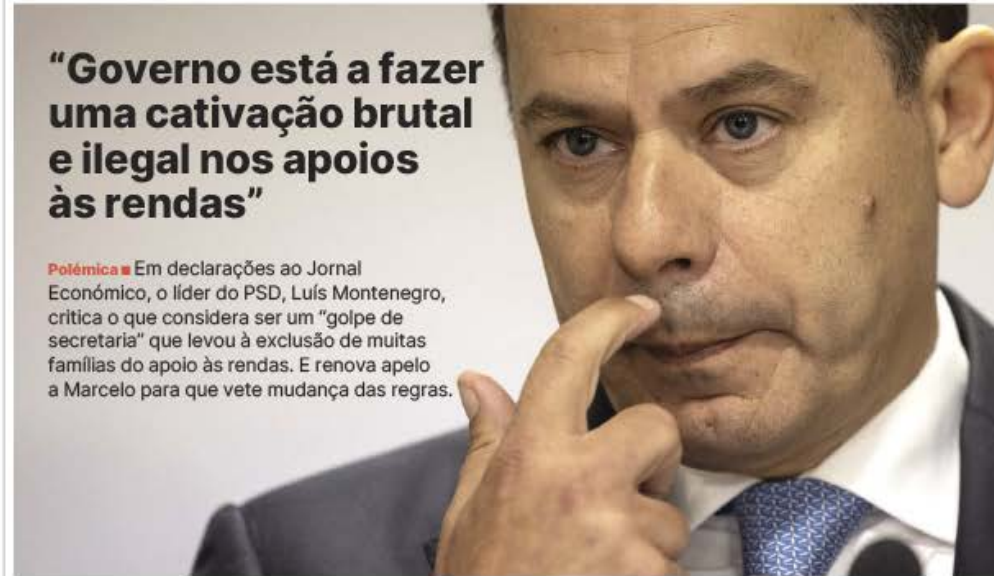 “Governo está a fazer
uma cativação brutal
e ilegal nos apoios
às rendas”
Polémica ■ Em declarações ao Jornal
Económico, o líder do PSD, Luís Montenegro,
critica o que considera ser um “golpe de
secretaria” que levou à exclusão de muitas
famílias do apoio às rendas. E renova apelo
a Marcelo para que vete mudança das regras.